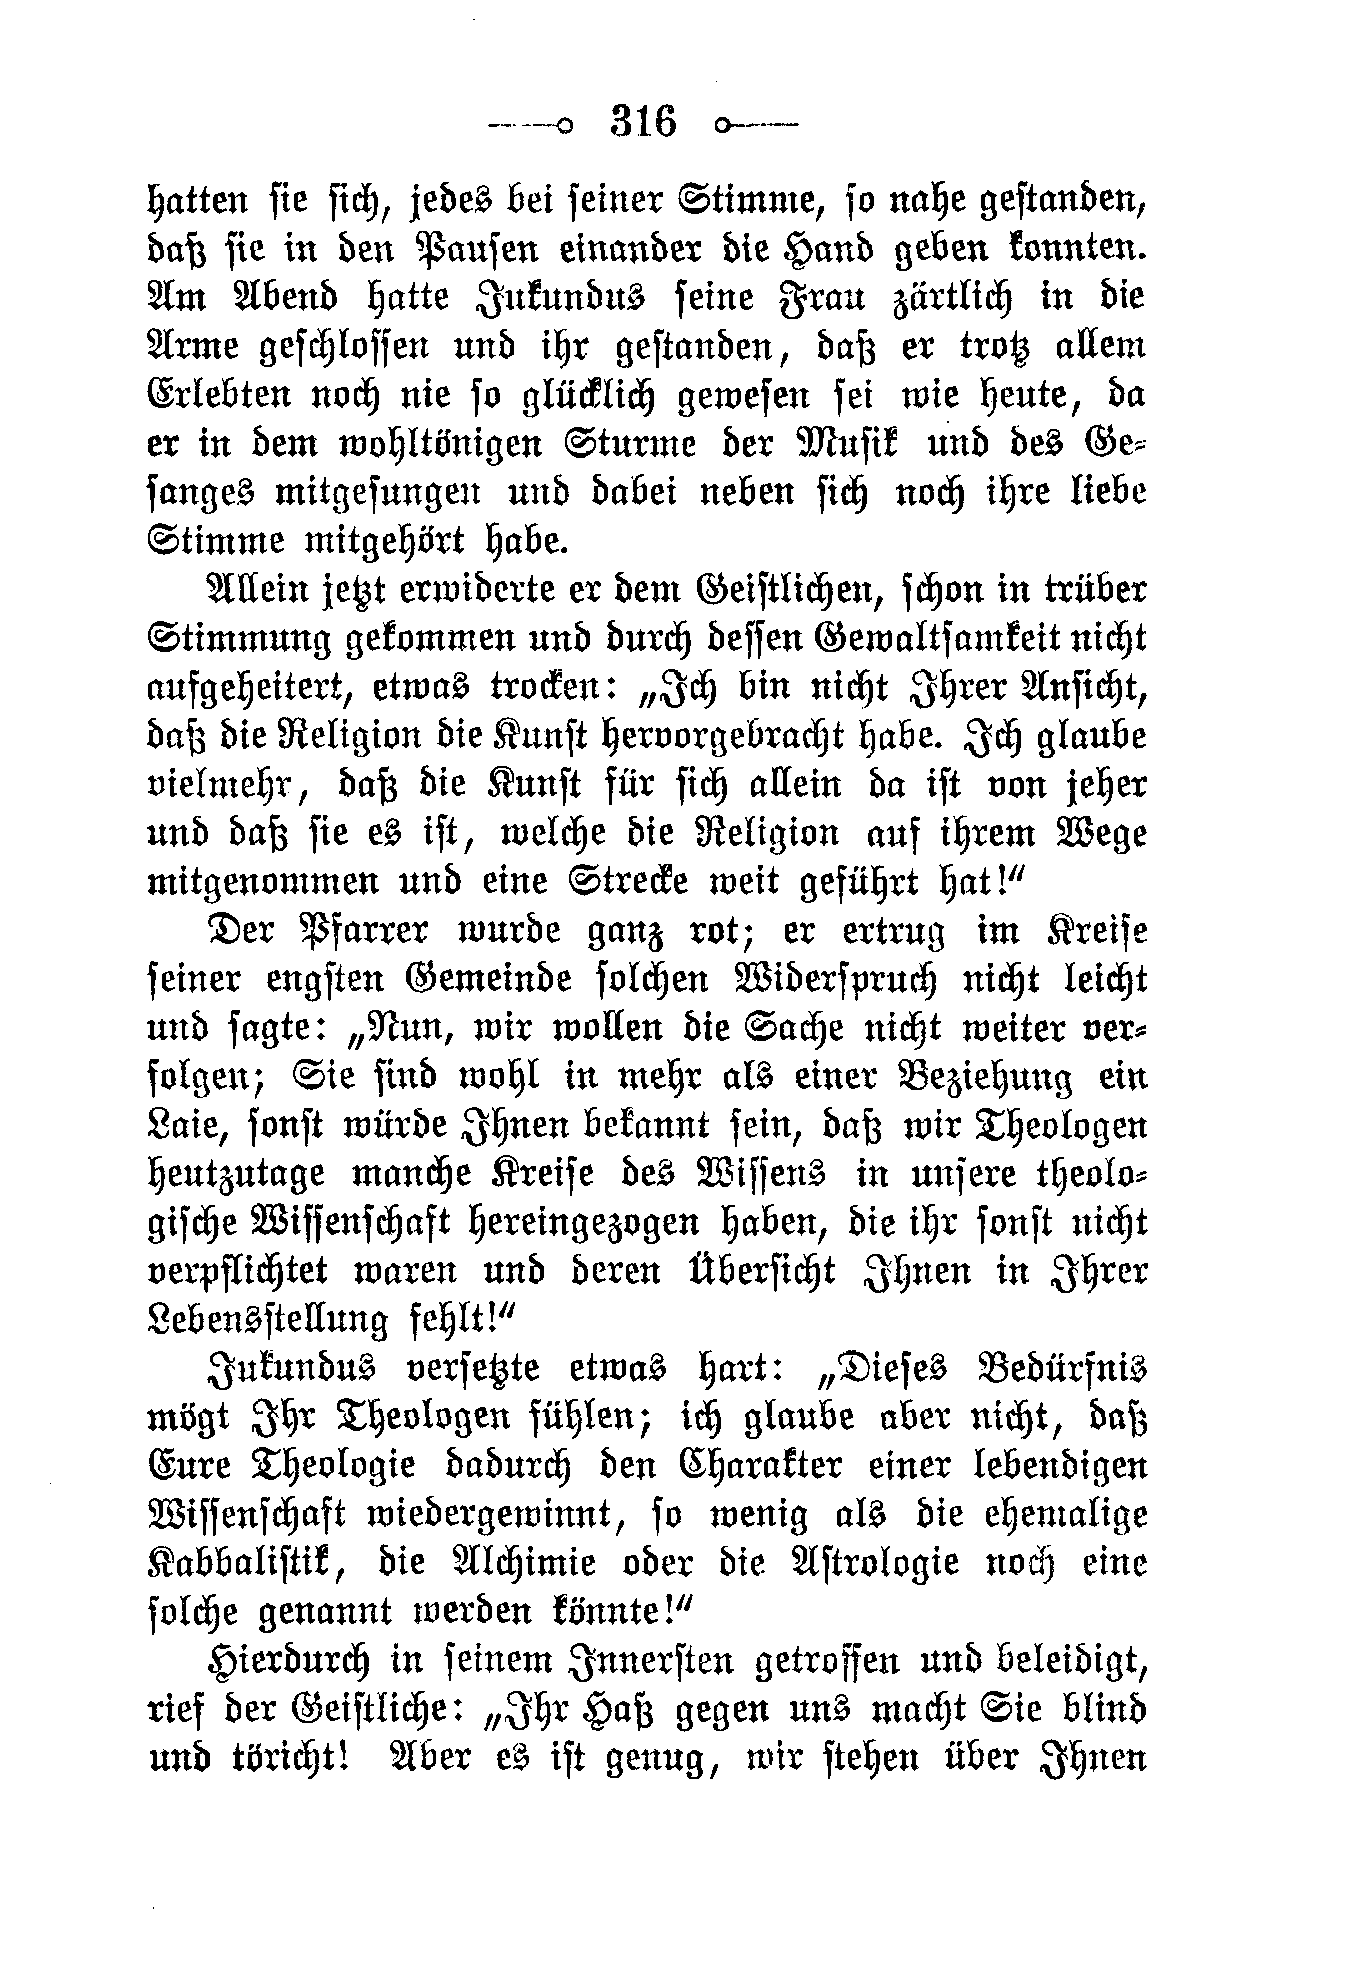 316
hatten sie sich, jedes bei seiner Stimme, so nahe gestanden,
daß sie in den Pausen einander die Hand geben konnten.
Am Abend hatte Jukundus seine Frau zärtlich in die
Arme geschlossen und ihr gestanden, daß er trotz allem
Erlebten noch nie so glücklich gewesen sei wie heute, da
er in dem wohltönigen Sturme der Musik und des Ge-
sanges mitgesungen und dabei neben sich noch ihre liebe
Stimme mitgehört habe.
Allein jetzt erwiderte er dem Geistlichen, schon in trüber
Stimmung gekommen und durch dessen Gewaltsamkeit nicht
aufgeheitert, etwas trocken: „Ich bin nicht Ihrer Ansicht,
daß die Religion die Kunst hervorgebracht habe. Ich glaube
vielmehr, daß die Kunst für sich allein da ist von jeher
und daß sie es ist, welche die Religion auf ihrem Wege
mitgenommen und eine Strecke weit geführt hat!“
Der Pfarrer wurde ganz rot; er ertrug im Kreise
seiner engsten Gemeinde solchen Widerspruch nicht leicht
und sagte: „Nun, wir wollen die Sache nicht weiter ver-
folgen; Sie sind wohl in mehr als einer Beziehung ein
Laie, sonst würde Ihnen bekannt sein, daß wir Theologen
heutzutage manche Kreise des Wissens in unsere theolo-
gische Wissenschaft hereingezogen haben, die ihr sonst nicht
verpflichtet waren und deren Übersicht Ihnen in Ihrer
Lebensstellung fehlt!“
Jukundus versetzte etwas hart: „Dieses Bedürfnis
mögt Ihr Theologen fühlen; ich glaube aber nicht, daß
Eure Theologie dadurch den Charakter einer lebendigen
Wissenschaft wiedergewinnt, so wenig als die ehemalige
Kabbalistik, die Alchimie oder die Astrologie noch eine
solche genannt werden könnte!“
Hierdurch in seinem Innersten getroffen und beleidigt,
rief der Geistliche: „Ihr Haß gegen uns macht Sie blind
und töricht! Aber es ist genug, wir stehen über Ihnen